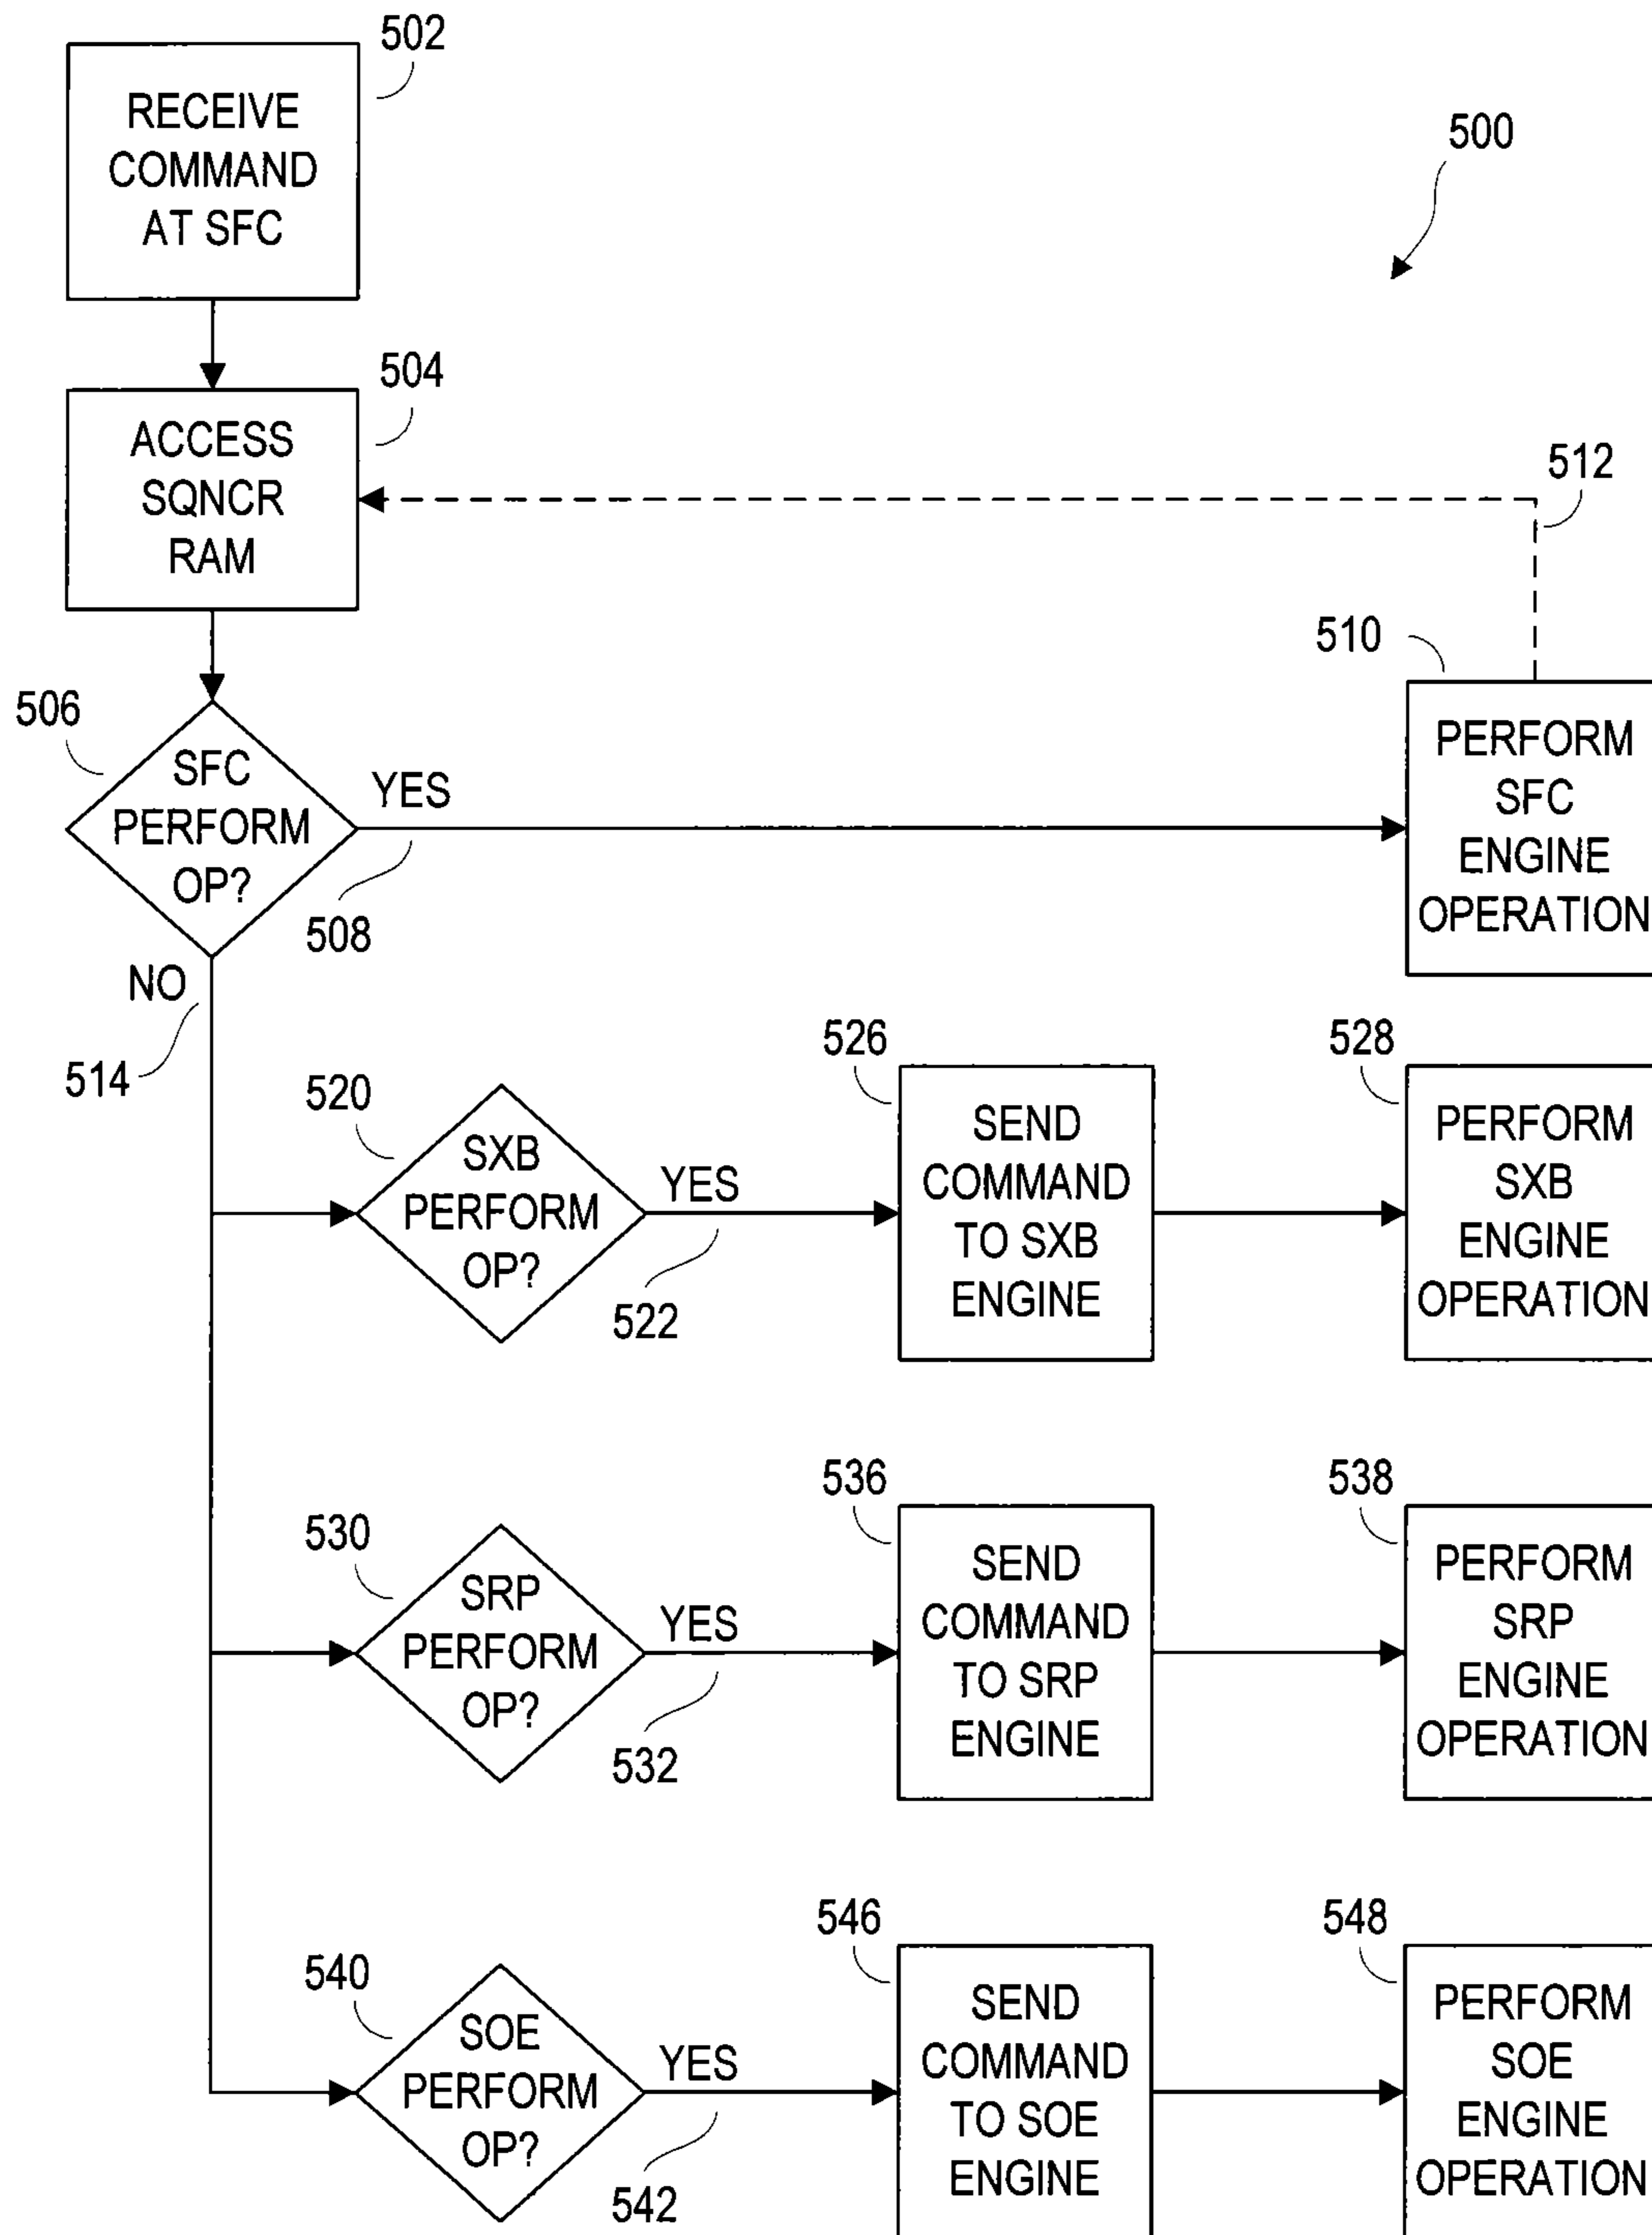 502
RECEIVE
COMMAND
AT SFC
500
504
ACCESS
SQNCR
RAM
512
510
506
SFC
PERFORM
OP?
YES
508
PERFORM
SFC
ENGINE
OPERATION
NO
514
520
SXB
PERFORM
OP?
YES
522
526
SEND
COMMAND
TO SXB
ENGINE
528
PERFORM
SXB
ENGINE
OPERATION
530
SRP
PERFORM
OP?
YES
532
536
SEND
COMMAND
TO SRP
ENGINE
538
PERFORM
SRP
ENGINE
OPERATION
540
SOE
PERFORM
OP?
YES
542
546
SEND
COMMAND
TO SOE
ENGINE
548
PERFORM
SOE
ENGINE
OPERATION